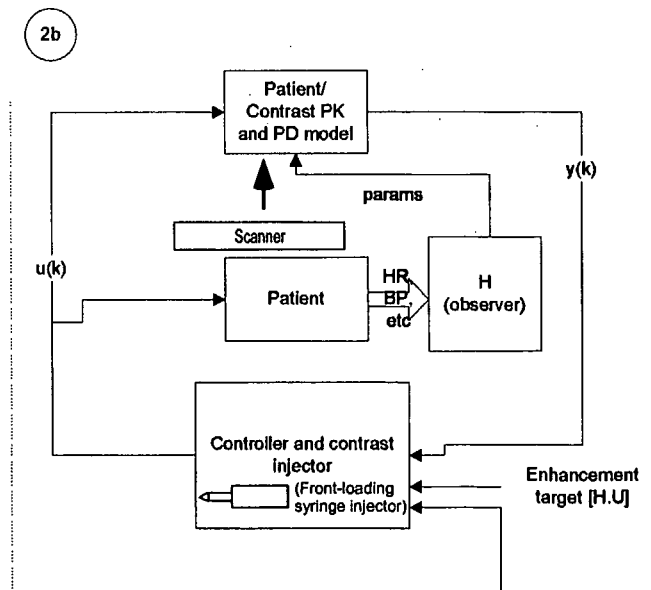 2b
Patient/
Contrast PK
and PD model
y(k)
params
Scanner
u(k)
Patient
HR,
BP,
etc
H
(observer)
Controller and contrast
injector
(Front-loading
syringe injector)
Enhancement
target [H.U]